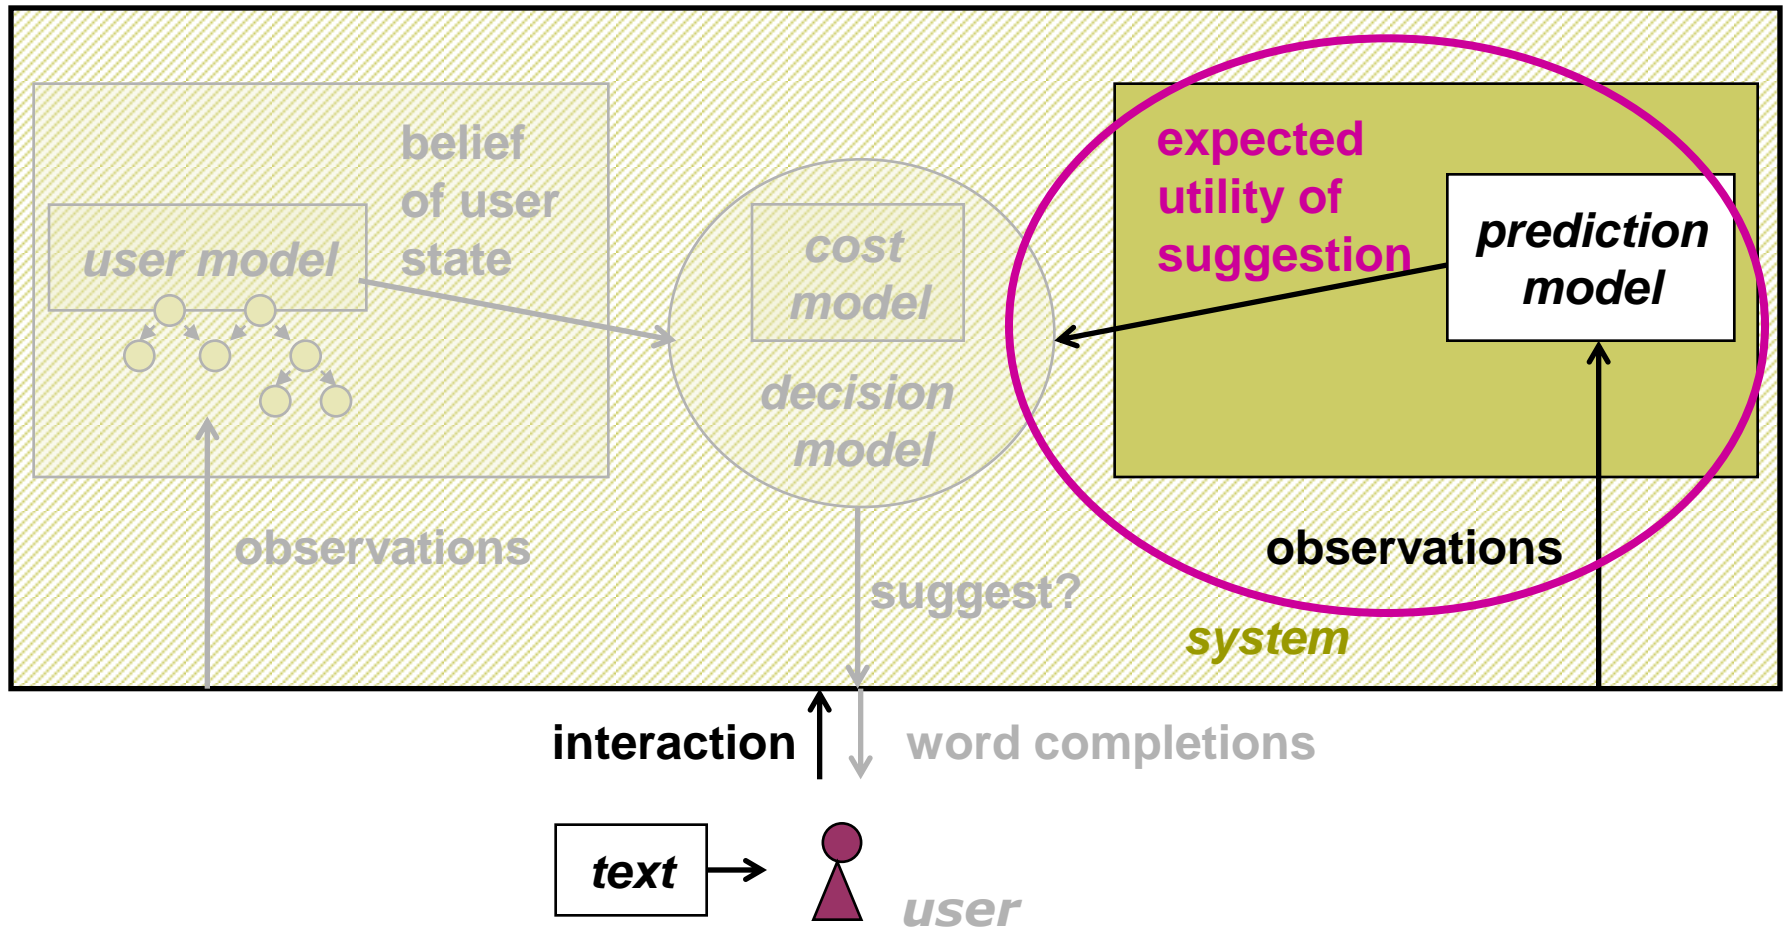 belief
of user
state
user model
observations
cost
model
decision
model
suggest?
expected
utility of
suggestion
prediction
model
observations
system
interaction
word completions
text
user